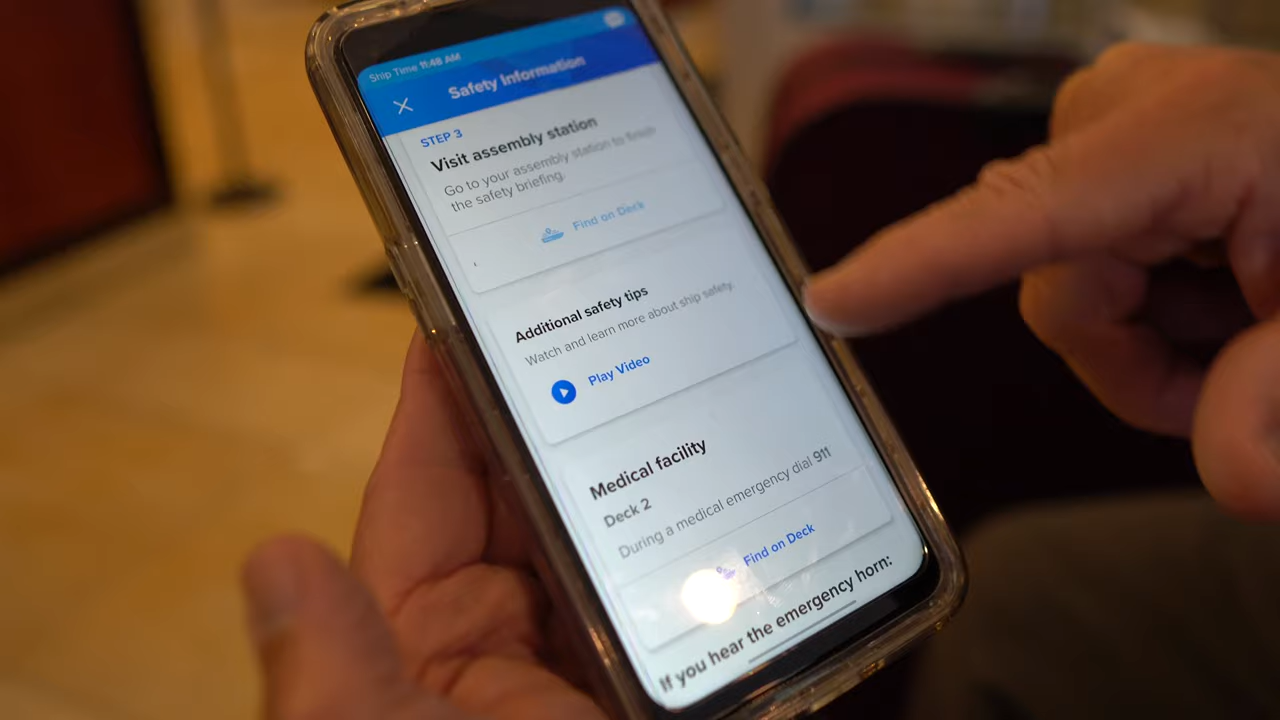 Ship Time 11:48 AM
Safety Information
STEP 3
Visit assembly station
Go to your assembly station to finish
the safety briefing.
Find on Deck
Additional safety tips
Watch and learn more about ship safety.
Play Video
Medical facility
Deck 2
During a medical emergency dial 911
Find on Deck
If you hear the emergency horn: